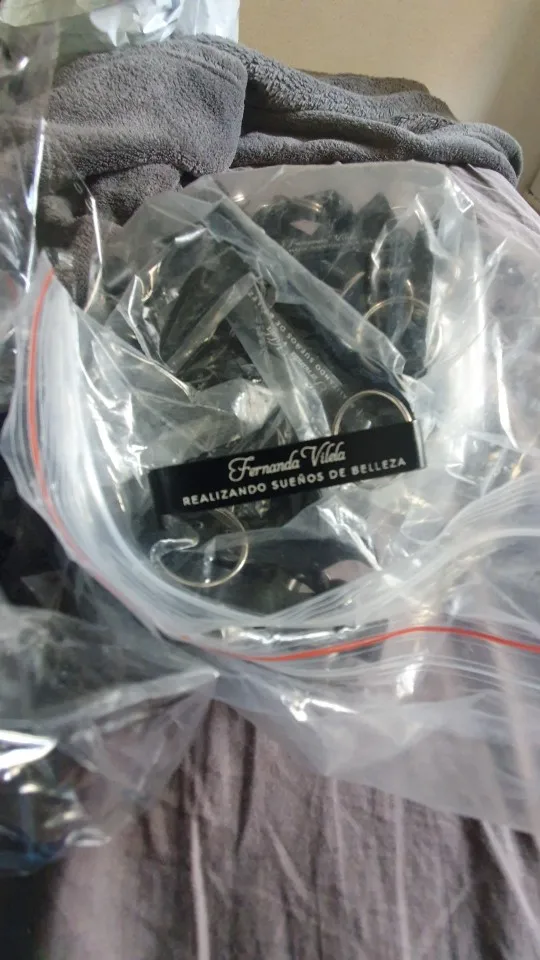 Fernanda Vilela
REALIZANDO SUEÑOS DE BELLEZA